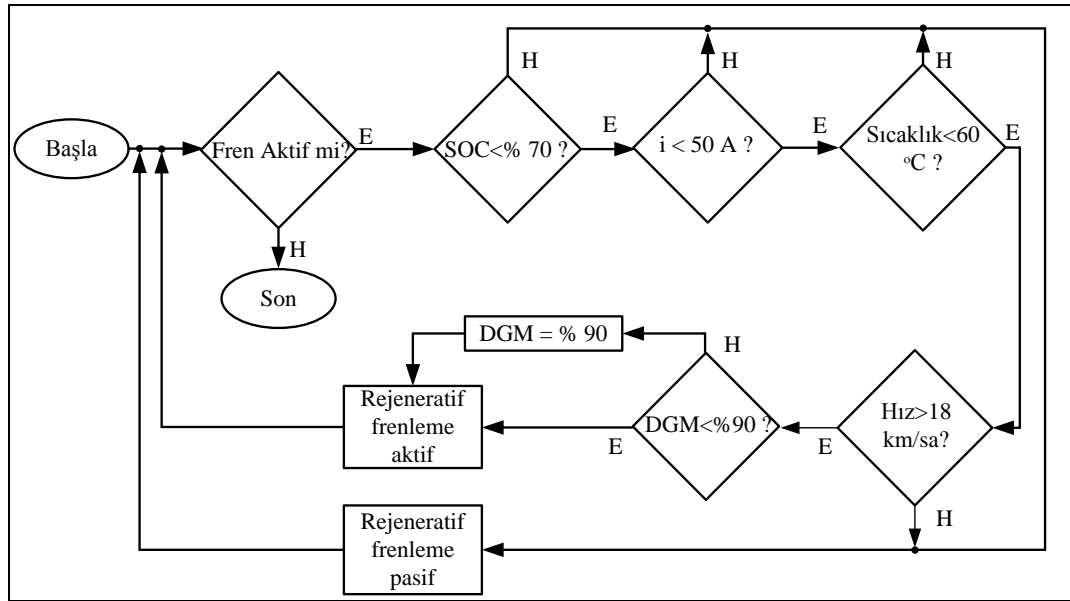 Başla
Fren Aktif mi?
E
H
Son
SOC<% 70 ?
H
E
i < 50 A ?
H
E
Sıcaklık<60
°C ?
H
E
Hız>18
km/sa?
E
H
DGM<%90 ?
H
E
DGM = % 90
Rejeneratif
frenleme
aktif
Rejeneratif
frenleme
pasif